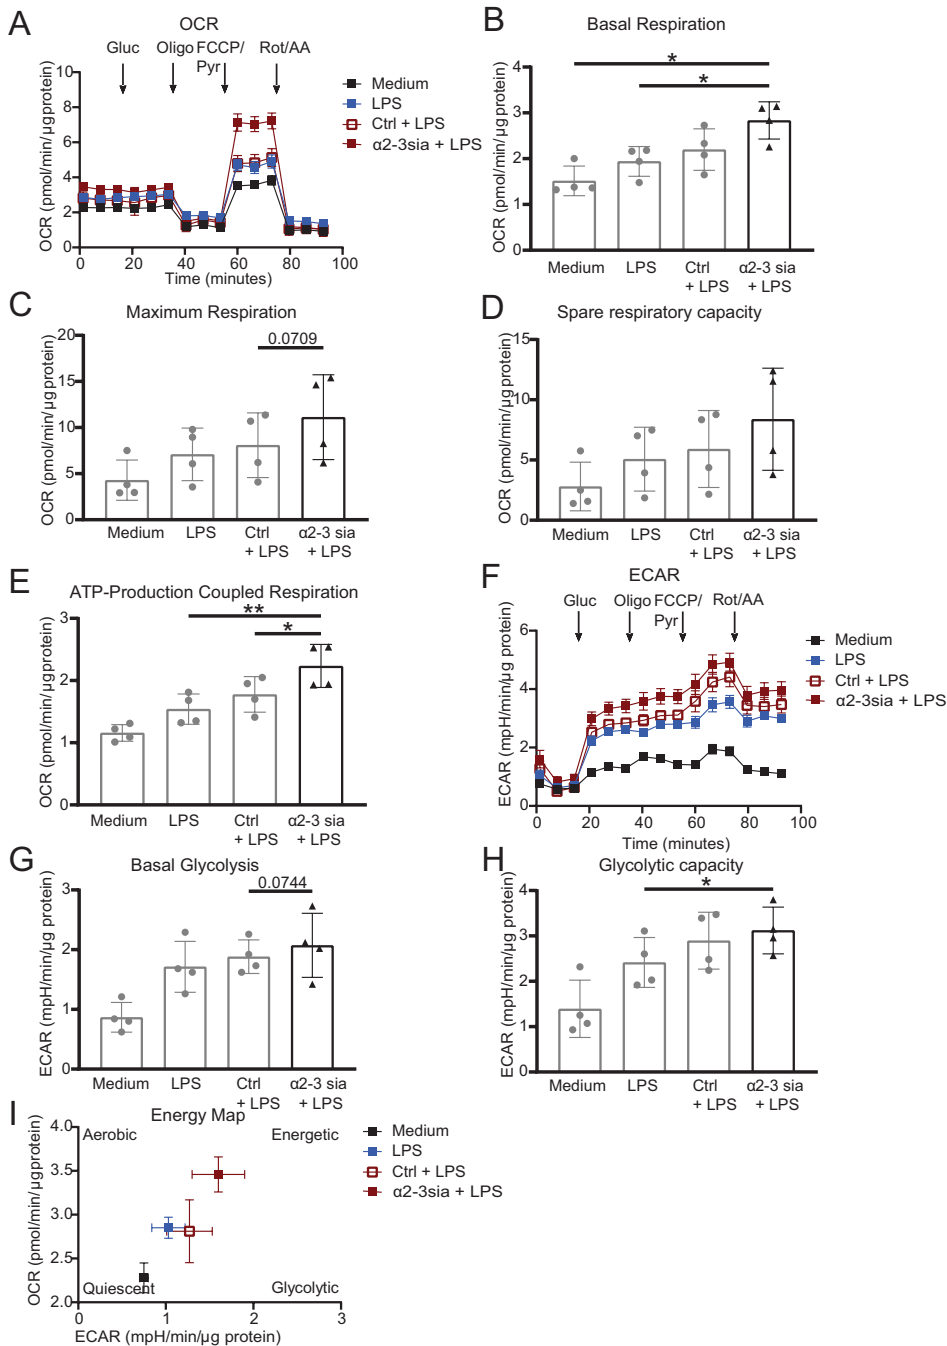 A
OCR
Gluc
Oligo
FCCP/
Pyr
Rot/AA
Medium
LPS
Ctrl + LPS
α2-3sia + LPS
OCR (pmol/min/µgprotein)
10
8
6
4
2
0
0 20 40 60 80 100
Time (minutes)
B
Basal Respiration
*
*
OCR (pmol/min/µgprotein)
4
3
2
1
0
Medium LPS Ctrl α2-3 sia
+ LPS + LPS
C
Maximum Respiration
0.0709
OCR (pmol/min/µgprotein)
20
15
10
5
0
Medium LPS Ctrl α2-3 sia
+ LPS + LPS
D
Spare respiratory capacity
OCR (pmol/min/µgprotein)
15
10
5
0
Medium LPS Ctrl α2-3 sia
+ LPS + LPS
E
ATP-Production Coupled Respiration
**
*
OCR (pmol/min/µgprotein)
3
2
1
0
Medium LPS Ctrl α2-3 sia
+ LPS + LPS
F
ECAR
Gluc
Oligo
FCCP/
Pyr
Rot/AA
Medium
LPS
Ctrl + LPS
α2-3sia + LPS
ECAR (mpH/min/µg protein)
6
4
2
0
0 20 40 60 80 100
Time (minutes)
G
Basal Glycolysis
0.0744
ECAR (mpH/min/µg protein)
3
2
1
0
Medium LPS Ctrl α2-3 sia
+ LPS + LPS
H
Glycolytic capacity
*
ECAR (mpH/min/µg protein)
4
3
2
1
0
Medium LPS Ctrl α2-3 sia
+ LPS + LPS
I
Energy Map
Aerobic
Energetic
Quiescent
Glycolytic
Medium
LPS
Ctrl + LPS
α2-3sia + LPS
OCR (pmol/min/µgprotein)
4.0
3.5
3.0
2.5
2.0
0 1 2 3
ECAR (mpH/min/µg protein)